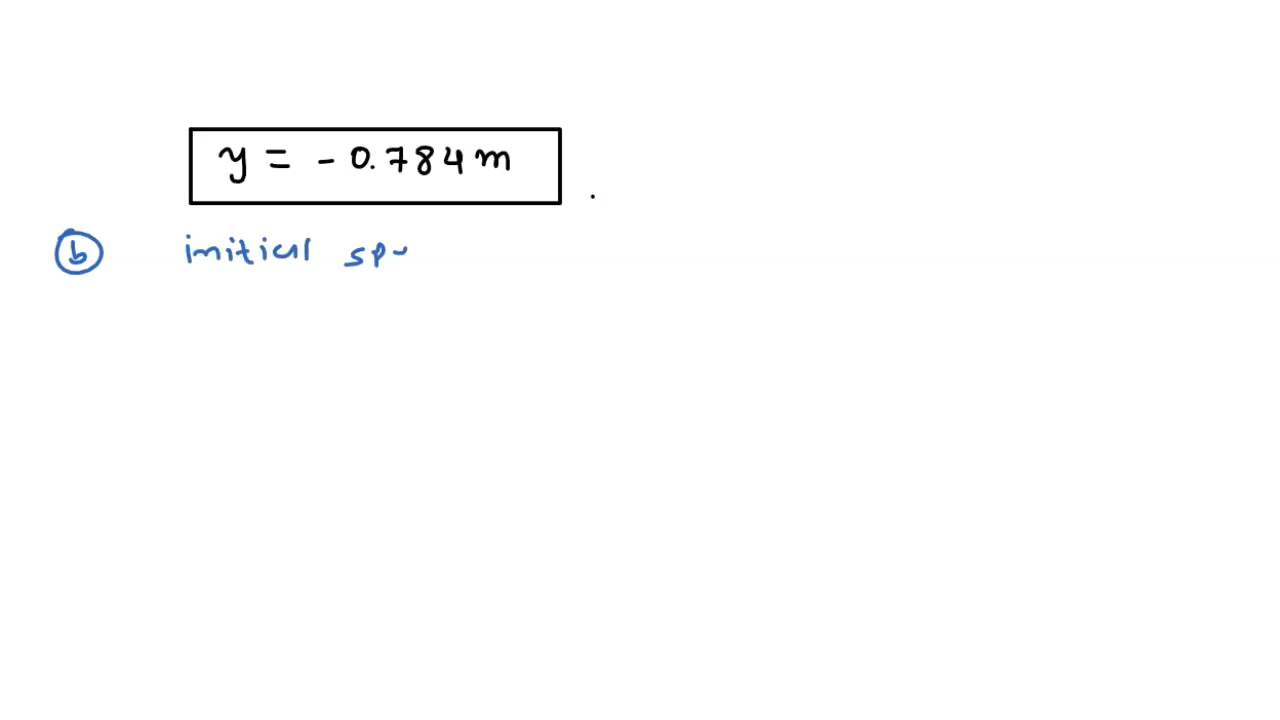 y = - 0.784 m
b initial sp